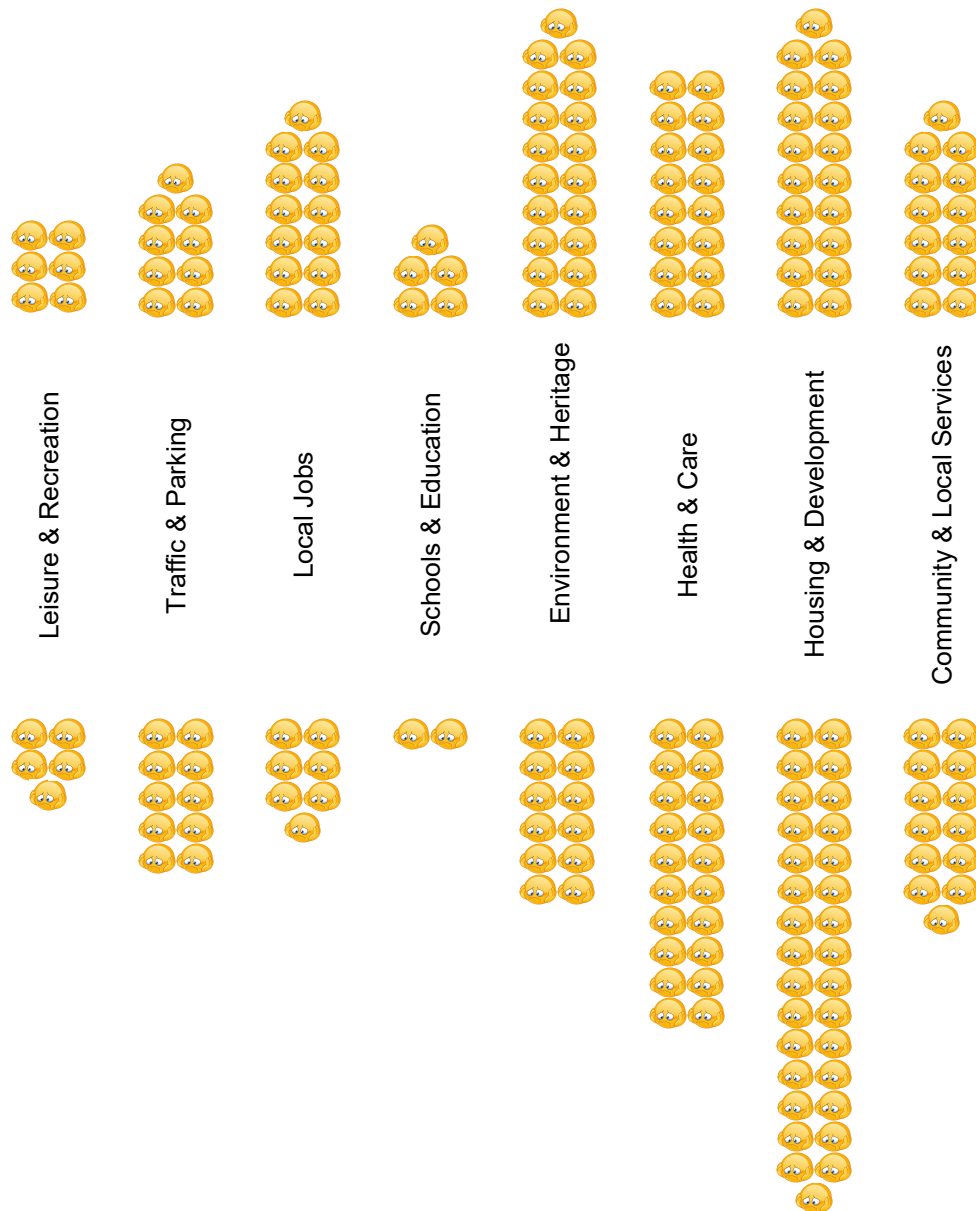 Leisure & Recreation
Traffic & Parking
Local Jobs
Schools & Education
Environment & Heritage
Health & Care
Housing & Development
Community & Local Services